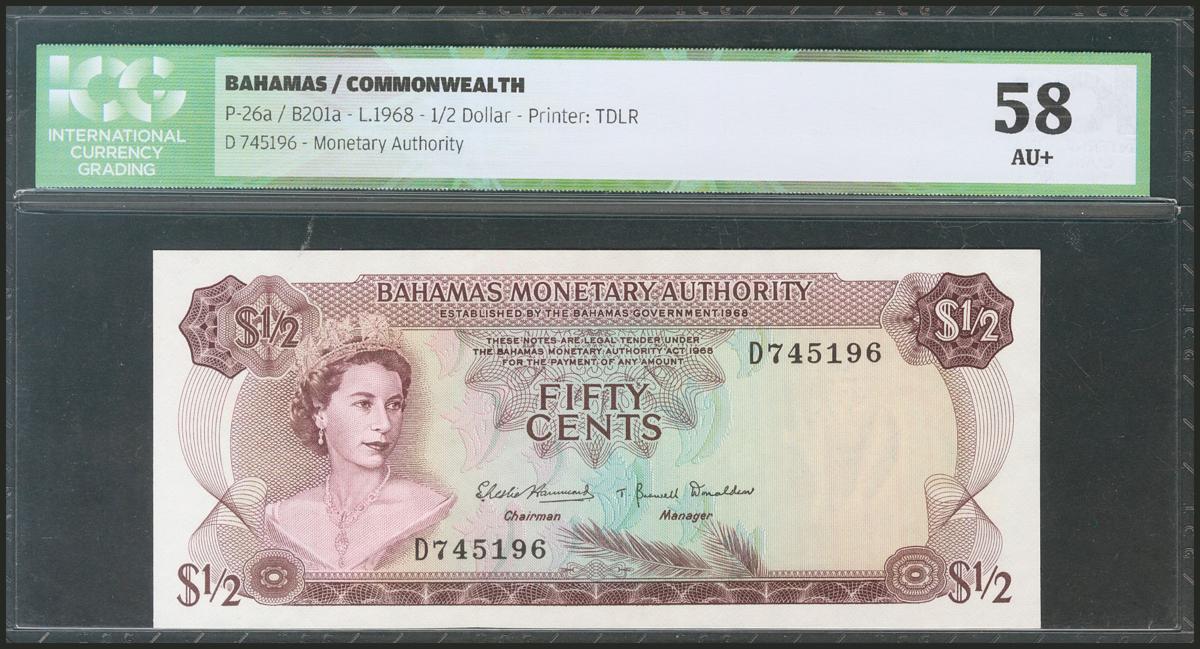 ICG
INTERNATIONAL
CURRENCY
GRADING
BAHAMAS / COMMONWEALTH
P-26a / B201a - L.1968 - 1/2 Dollar - Printer: TDLR
D 745196 - Monetary Authority
58
AU+
BAHAMAS MONETARY AUTHORITY
ESTABLISHED BY THE BAHAMAS GOVERNMENT 1968
$1/2
$1/2
THESE NOTES ARE LEGAL TENDER UNDER
THE BAHAMAS MONETARY AUTHORITY ACT 1968
FOR THE PAYMENT OF ANY AMOUNT
D745196
FIFTY
CENTS
Chairman
Manager
D745196
$1/2
$1/2